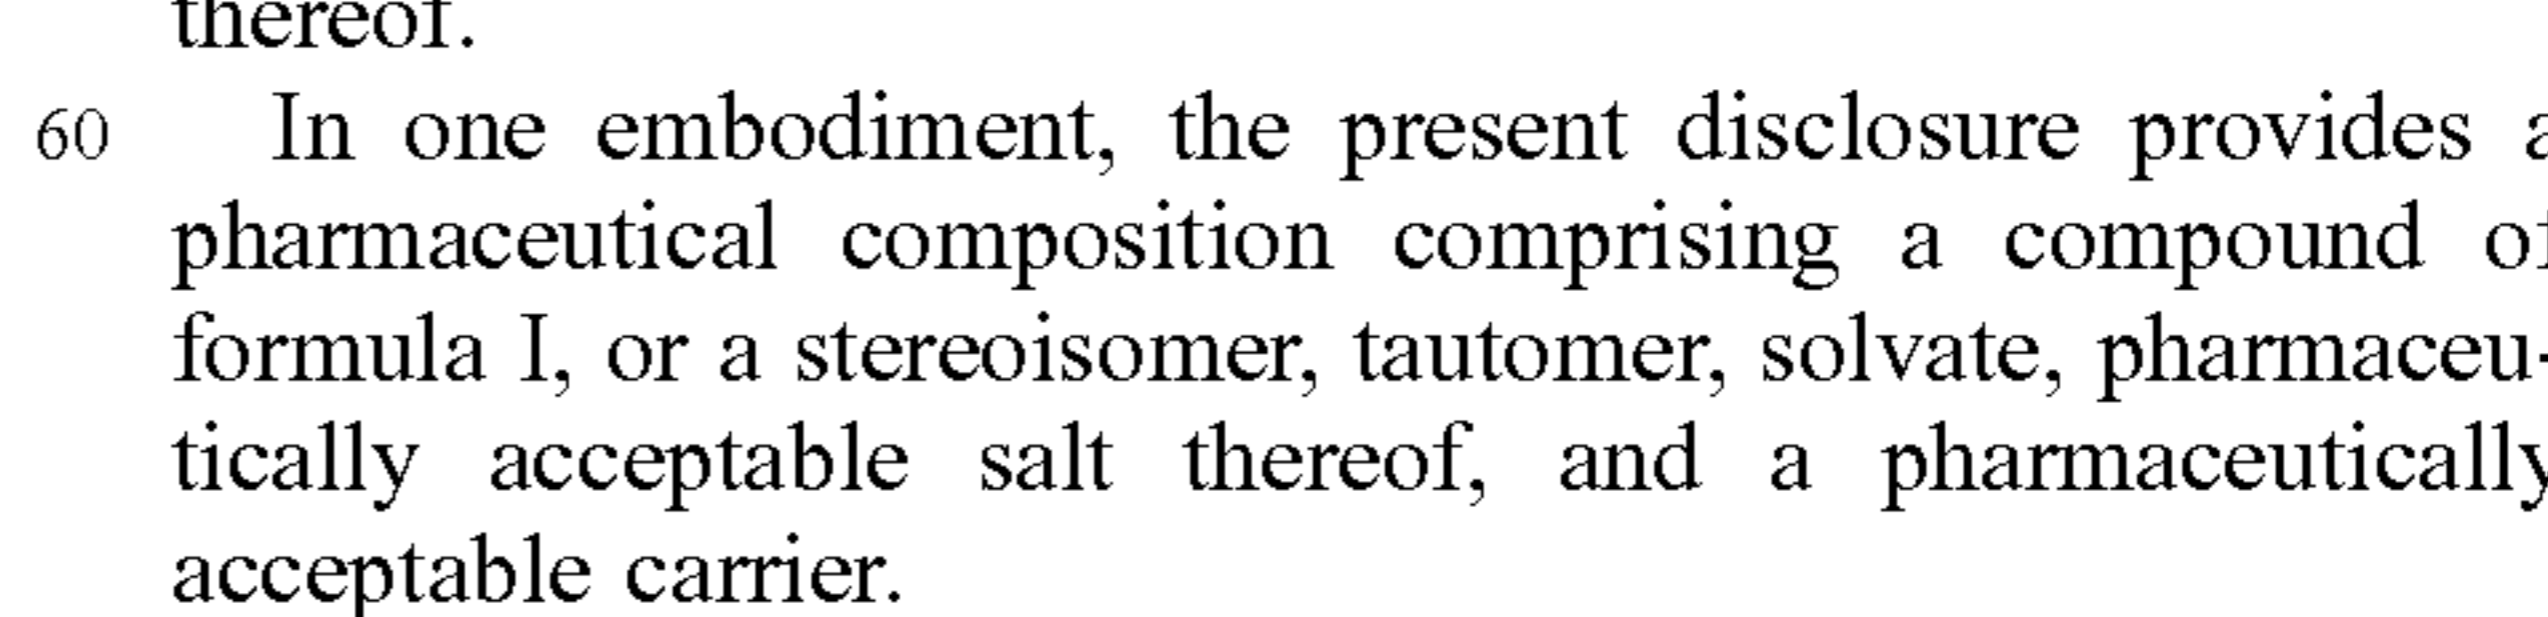 thereof.
60 In one embodiment, the present disclosure provides a
pharmaceutical composition comprising a compound of
formula I, or a stereoisomer, tautomer, solvate, pharmaceu-
tically acceptable salt thereof, and a pharmaceutically
acceptable carrier.